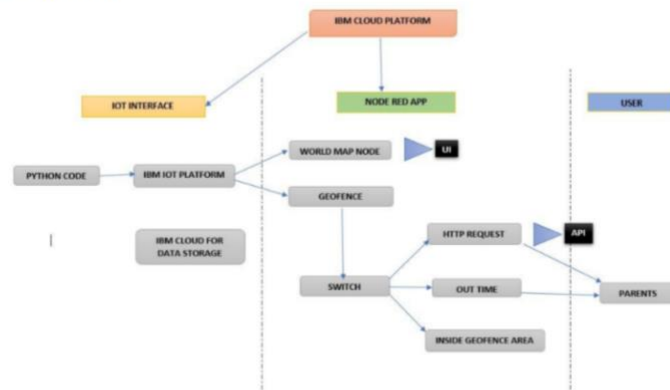 IBM CLOUD PLATFORM
IOT INTERFACE
NODE RED APP
USER
WORLD MAP NODE
UI
PYTHON CODE
IBM IOT PLATFORM
GEOFENCE
IBM CLOUD FOR
DATA STORAGE
HTTP REQUEST
API
SWITCH
OUT TIME
PARENTS
INSIDE GEOFENCE AREA